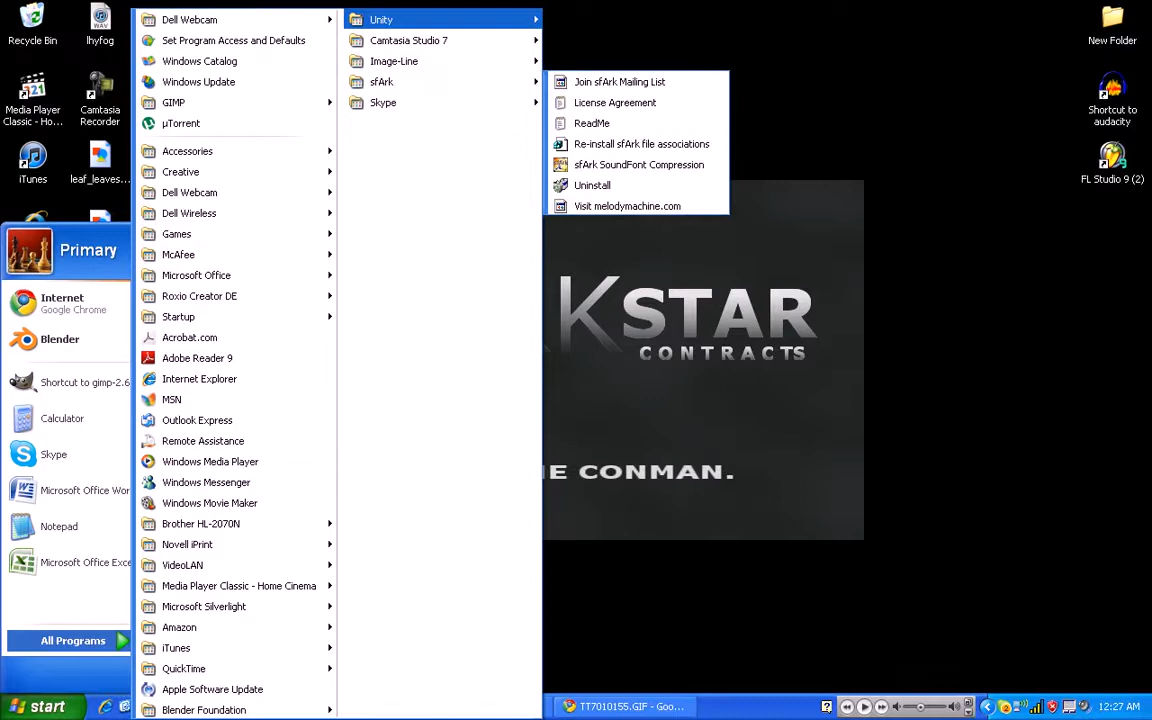 Recycle Bin
lhyfog
Media Player
Classic - Ho...
Camtasia
Recorder
iTunes
leaf_leaves...
Primary
Internet
Google Chrome
Blender
Shortcut to gimp-2.6
Calculator
Skype
Microsoft Office Wor
Notepad
Microsoft Office Exce
All Programs
start
Dell Webcam
Set Program Access and Defaults
Windows Catalog
Windows Update
GIMP
µTorrent
Accessories
Creative
Dell Webcam
Dell Wireless
Games
McAfee
Microsoft Office
Roxio Creator DE
Startup
Acrobat.com
Adobe Reader 9
Internet Explorer
MSN
Outlook Express
Remote Assistance
Windows Media Player
Windows Messenger
Windows Movie Maker
Brother HL-2070N
Novell iPrint
VideoLAN
Media Player Classic - Home Cinema
Microsoft Silverlight
Amazon
iTunes
QuickTime
Apple Software Update
Blender Foundation
Unity
Camtasia Studio 7
Image-Line
sfArk
Skype
Join sfArk Mailing List
License Agreement
ReadMe
Re-install sfArk file associations
sfArk SoundFont Compression
Uninstall
Visit melodymachine.com
KSTAR
CONTRACTS
E CONMAN.
New Folder
Shortcut to
audacity
FL Studio 9 (2)
TT7010155.GIF - Goo...
12:27 AM